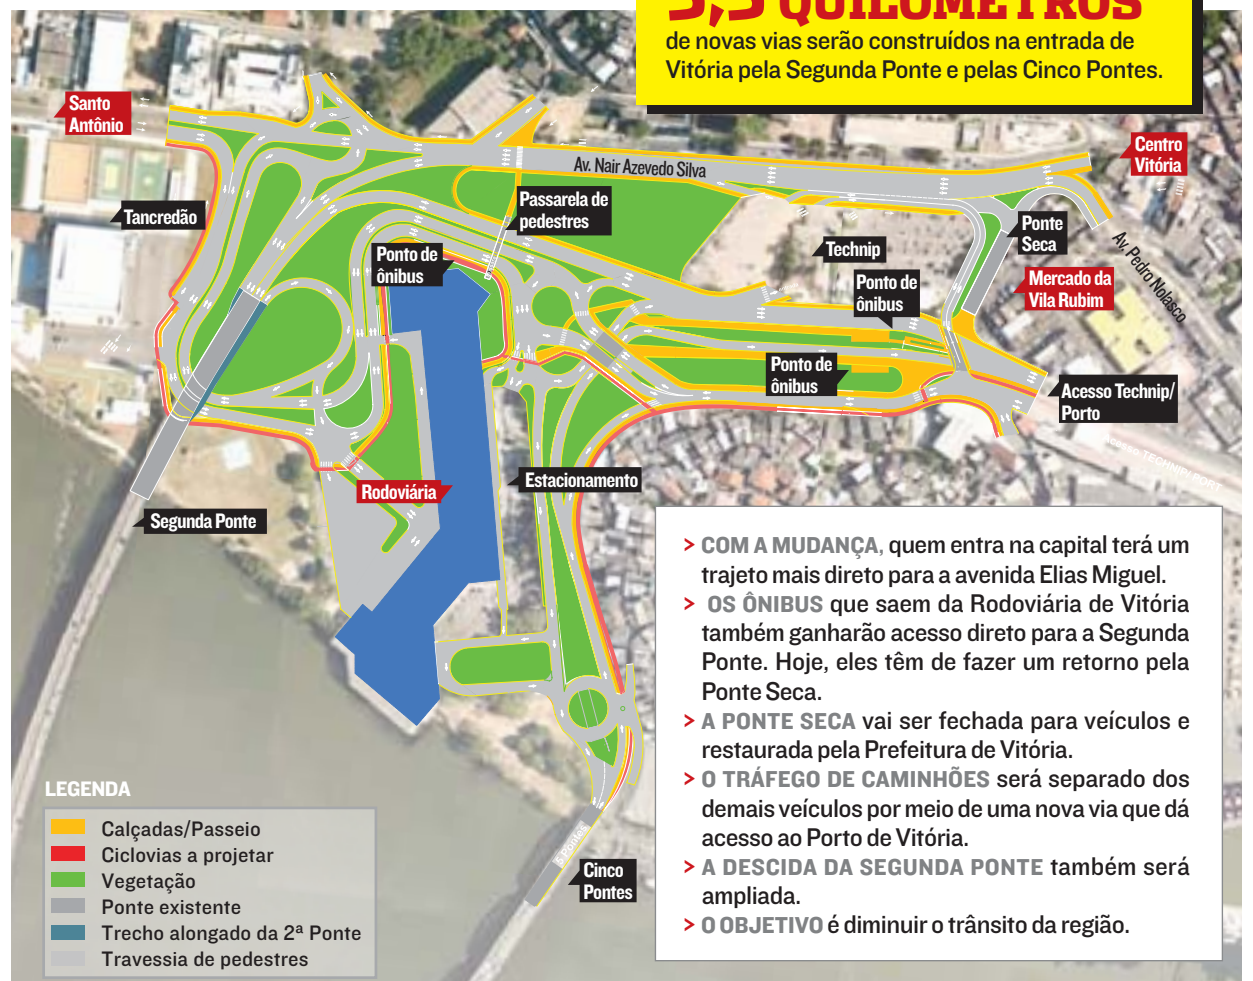 QUILÔMETROS
de novas vias serão construídos na entrada de
Vitória pela Segunda Ponte e pelas Cinco Pontes.
Santo
Antônio
Centro
Vitória
Av. Nair Azevedo Silva
Tancredão
Passarela de
pedestres
Ponte
Seca
Technip
Ponto de
ônibus
Av. Pedro Nolasco
Mercado da
Vila Rubim
Ponto de
ônibus
Ponto de
ônibus
Acesso Technip/
Porto
Acesso TECHNIP/ PORT
Estacionamento
Rodoviária
Segunda Ponte
> COM A MUDANÇA, quem entra na capital terá um
trajeto mais direto para a avenida Elias Miguel.
> OS ÔNIBUS que saem da Rodoviária de Vitória
também ganharão acesso direto para a Segunda
Ponte. Hoje, eles têm de fazer um retorno pela
Ponte Seca.
> A PONTE SECA vai ser fechada para veículos e
restaurada pela Prefeitura de Vitória.
> O TRÁFEGO DE CAMINHÕES será separado dos
demais veículos por meio de uma nova via que dá
acesso ao Porto de Vitória.
> A DESCIDA DA SEGUNDA PONTE também será
ampliada.
> O OBJETIVO é diminuir o trânsito da região.
LEGENDA
Calçadas/Passeio
Ciclovias a projetar
Vegetação
Ponte existente
Trecho alongado da 2ª Ponte
Travessia de pedestres
5 Pontes
Cinco
Pontes